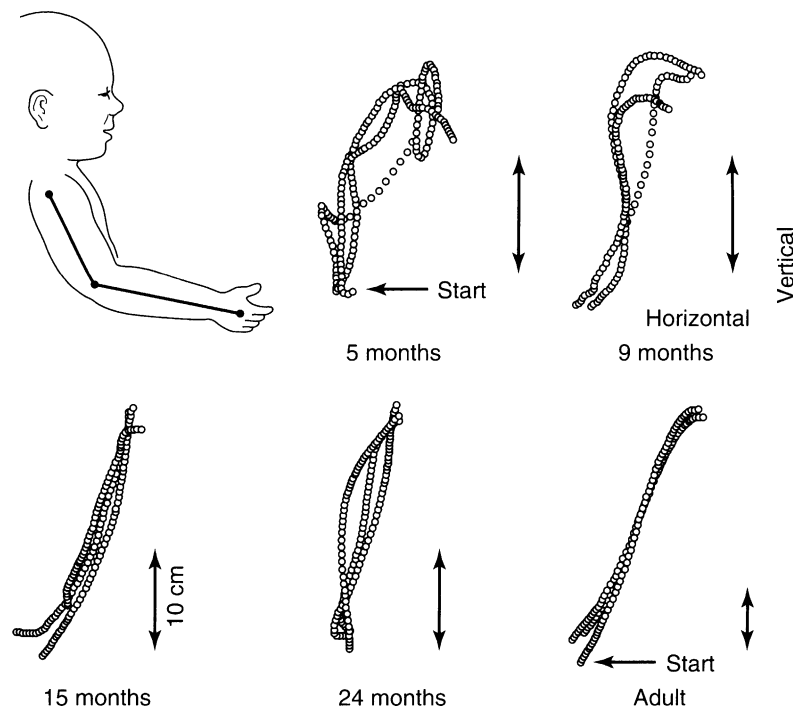 Start
5 months
Horizontal
Vertical
9 months
10 cm
15 months
24 months
Start
Adult